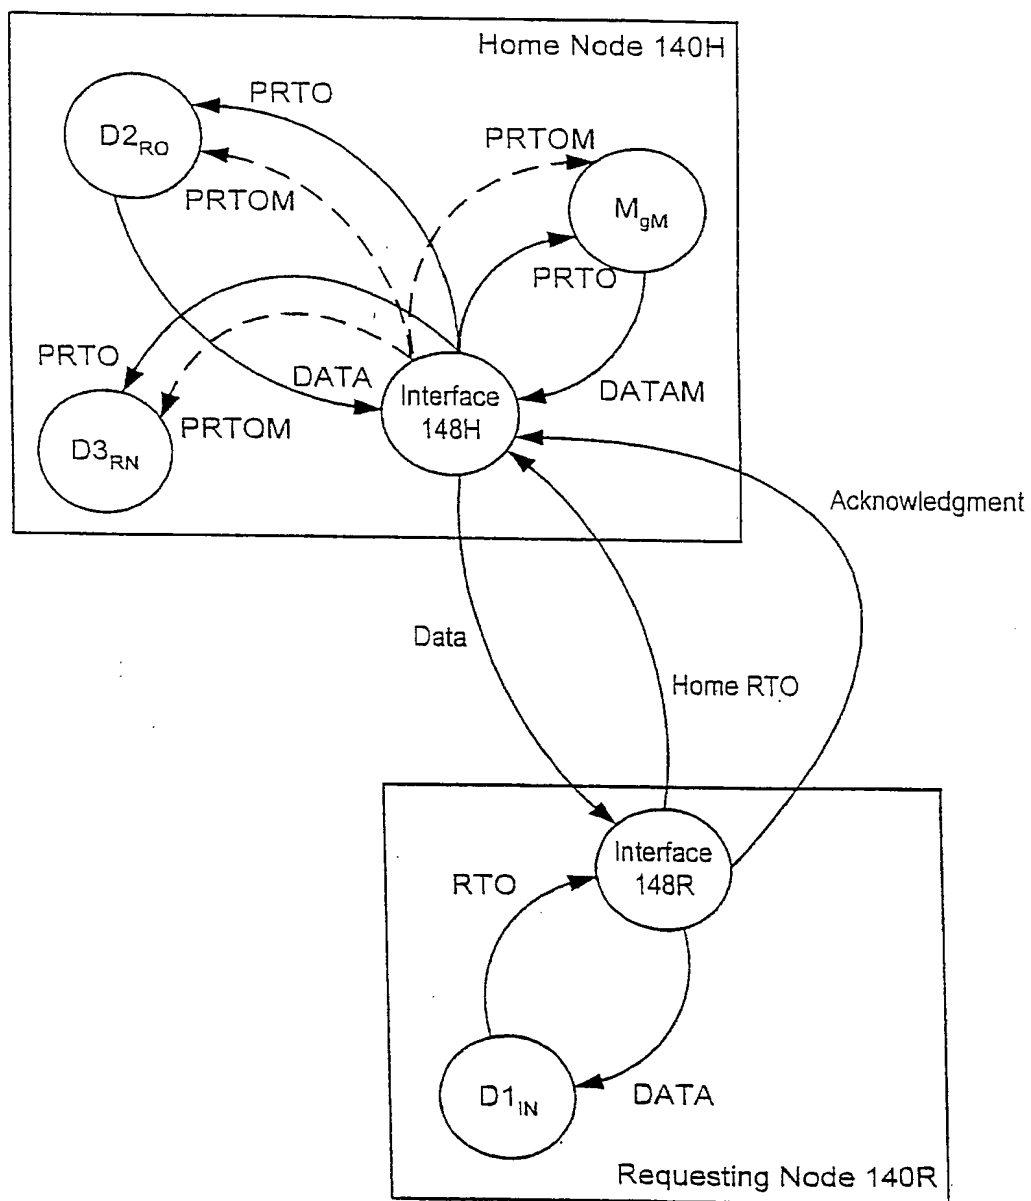 Home Node 140H
PRTO
D2RO
PRTOM
PRTOM
MgM
PRTO
PRTO
DATA
Interface
148H
DATAM
D3RN
PRTOM
Acknowledgment
Data
Home RTO
Interface
148R
RTO
D1IN
DATA
Requesting Node 140R